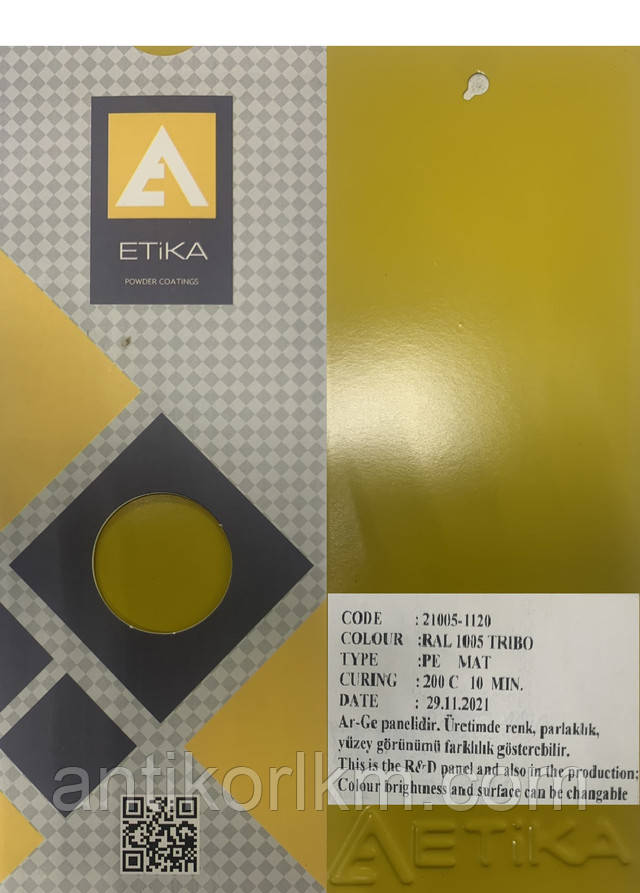 ETiKA
POWDER COATINGS
CODE : 21005-1120
COLOUR :RAL 1005 TRIBO
TYPE :PE MAT
CURING :200 C 10 MIN.
DATE : 29.11.2021
Ar-Ge panelidir. Üretimde renk, parlaklık,
yüzey görünümü farklılık gösterebilir.
This is the R&D panel and also in the production;
Colour brightness and surface can be changable
antikorlkm.com.ua
ETiKA